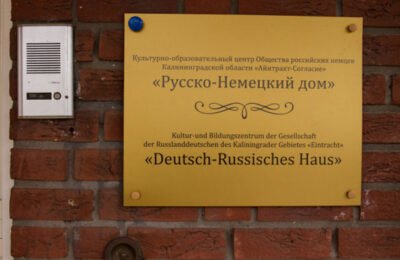 Культурно-образовательный центр Общества российских немцев
Калининградской области «Айнтрахт-Согласие»
«Русско-Немецкий дом»
Kultur-und Bildungszentrum der Gesellschaft
der Russlanddeutschen des Kaliningrader Gebietes «Eintracht»
«Deutsch-Russisches Haus»